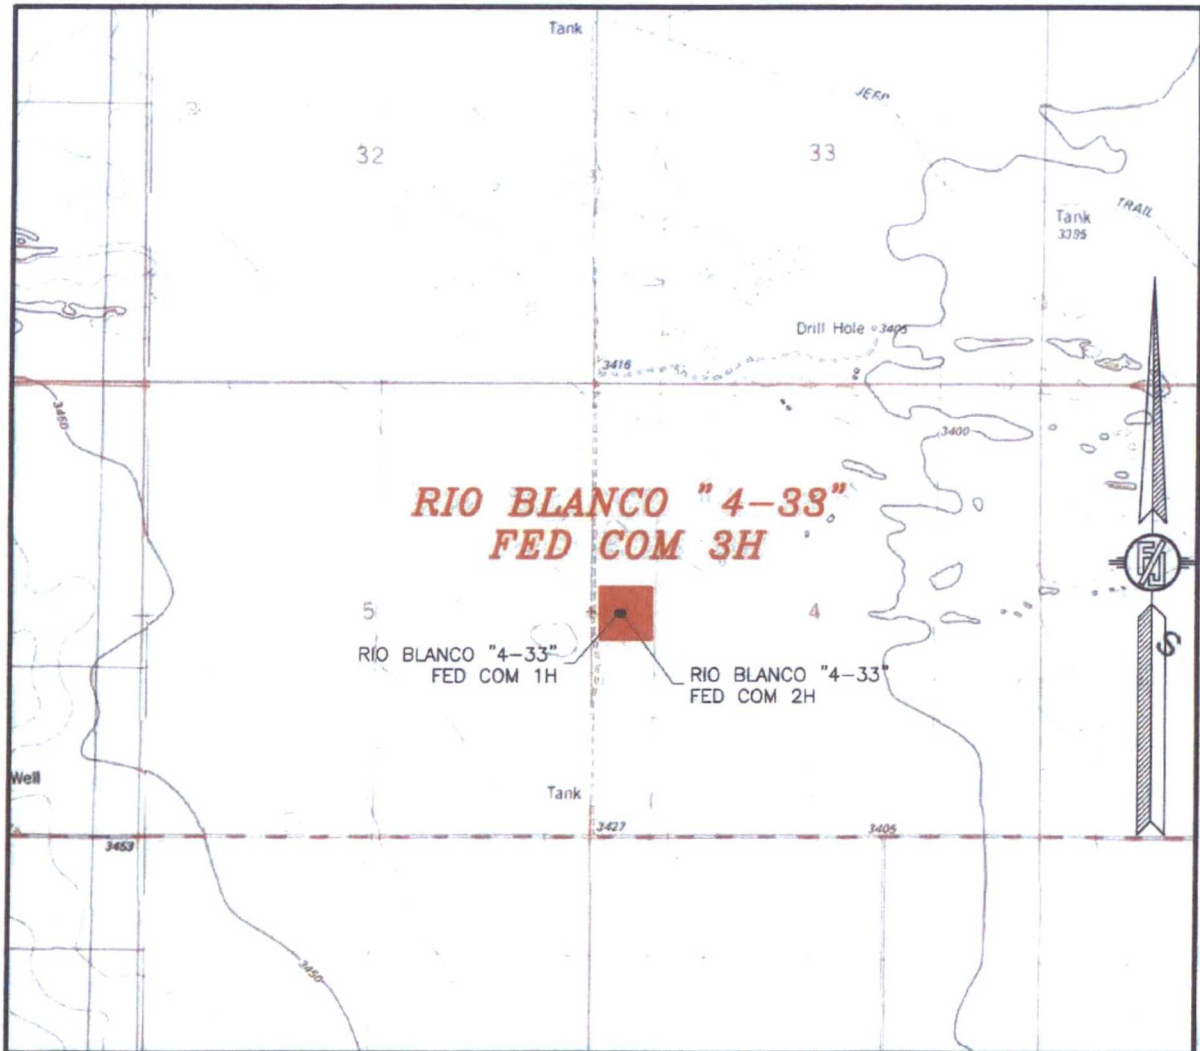 Tank
JEEP
32
33
Tank
3395
TRAIL
Drill Hole 3405
3416
3450
3400
RIO BLANCO "4-33"
FED COM 3H
5
4
RIO BLANCO "4-33"
FED COM 1H
RIO BLANCO "4-33"
FED COM 2H
S
Well
Tank
3427
3405
3453
3450